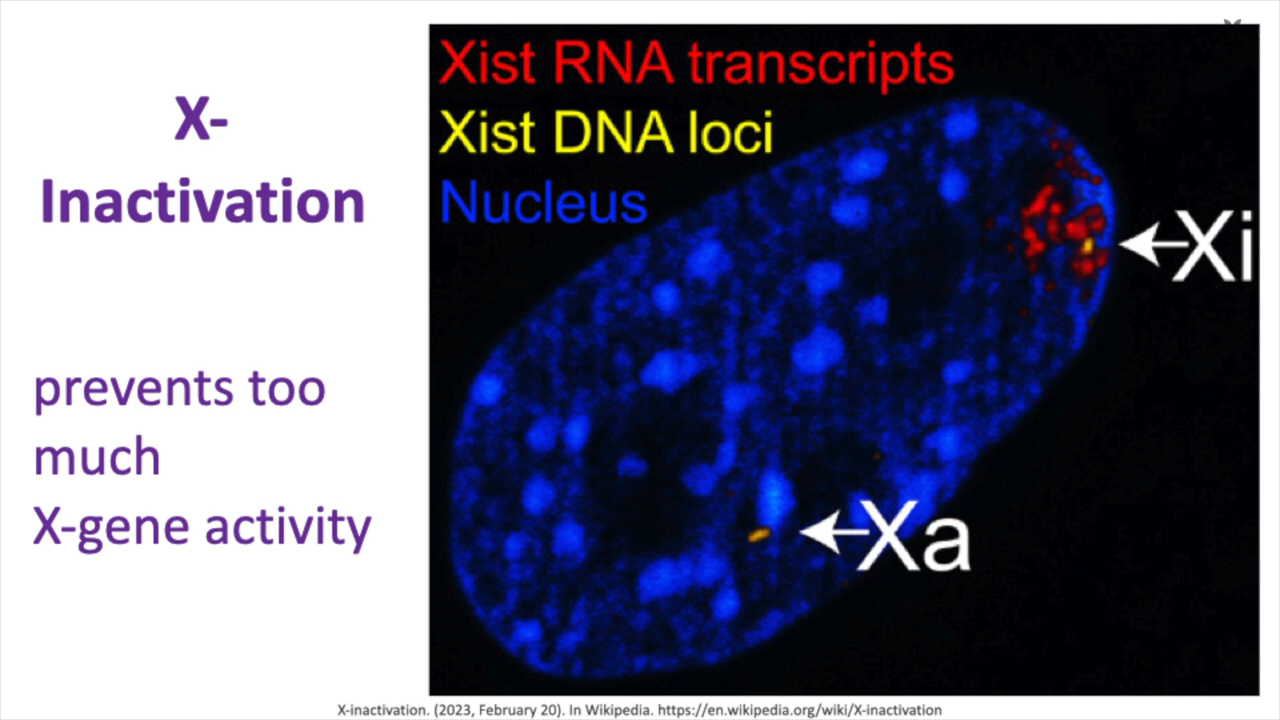 X-
Inactivation
prevents too
much
X-gene activity
Xist RNA transcripts
Xist DNA loci
Nucleus
Xi
Xa
X-inactivation. (2023, February 20). In Wikipedia. https://en.wikipedia.org/wiki/X-inactivation